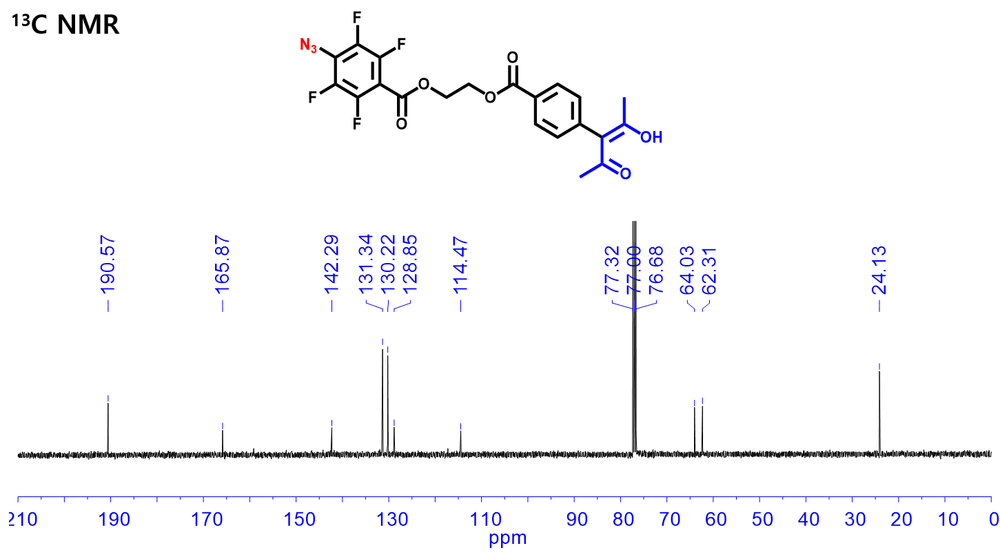 ¹³C NMR
F
N₃
F
F
F
O
O
O
O
OH
O
190.57
165.87
142.29
131.34
130.22
128.85
114.47
77.32
77.00
76.68
64.03
62.31
24.13
210 190 170 150 130 110 90 80 70 60 50 40 30 20 10 0
ppm